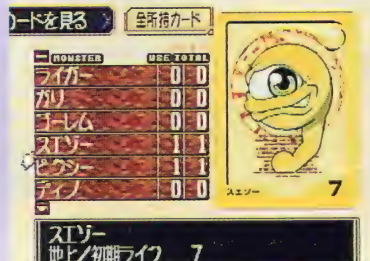 ードを見る 全所持カード
MONSTER USE TOTAL
ライガー 0 0
ガリ 0 0
ゴーレム 0 0
スエゾー 1 1
ピクシー 1 1
ディノ 0 0
スエゾー 7
スエゾー
地上/初期ライフ 7